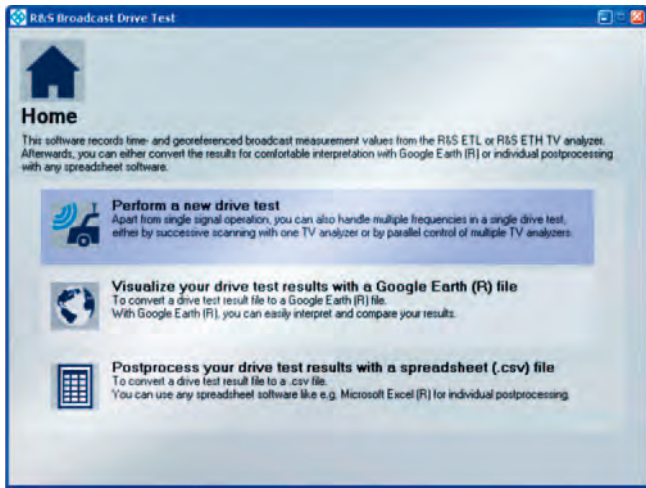 R&S Broadcast Drive Test
Home
This software records time- and georeferenced broadcast measurement values from the R&S ETL or R&S ETH TV analyzer.
Afterwards, you can either convert the results for comfortable interpretation with Google Earth (R) or individual postprocessing
with any spreadsheet software.
Perform a new drive test
Apart from single signal operation, you can also handle multiple frequencies in a single drive test,
either by successive scanning with one TV analyzer or by parallel control of multiple TV analyzers.
Visualize your drive test results with a Google Earth (R) file
To convert a drive test result file to a Google Earth (R) file.
With Google Earth (R), you can easily interpret and compare your results.
Postprocess your drive test results with a spreadsheet (.csv) file
To convert a drive test result file to a .csv file.
You can use any spreadsheet software like e.g. Microsoft Excel (R) for individual postprocessing.